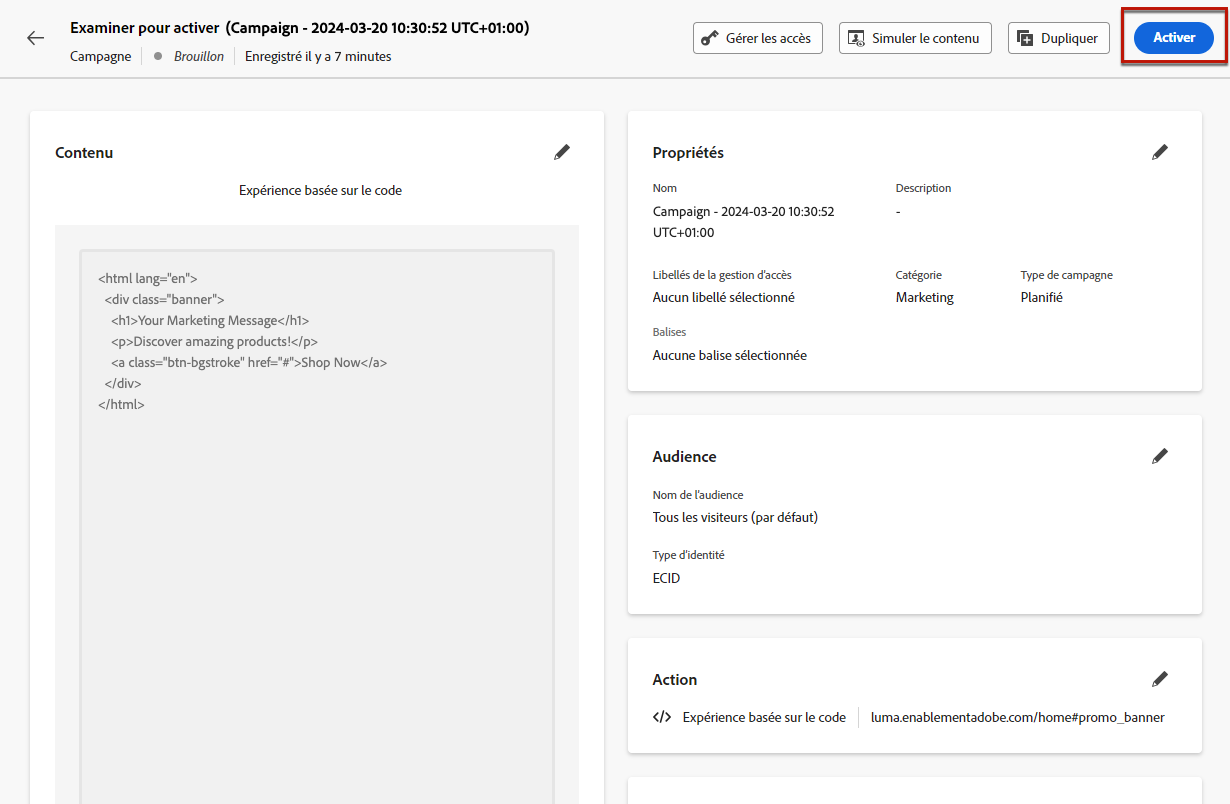 Examiner pour activer (Campaign - 2024-03-20 10:30:52 UTC+01:00)
Campagne Brouillon Enregistré il y a 7 minutes
Gérer les accès
Simuler le contenu
Dupliquer
Activer
Contenu
Expérience basée sur le code
<html lang="en">
<div class="banner">
<h1>Your Marketing Message</h1>
<p>Discover amazing products!</p>
<a class="btn-bgstroke" href="#">Shop Now</a>
</div>
</html>
Propriétés
Nom
Campaign - 2024-03-20 10:30:52
UTC+01:00
Description
-
Libellés de la gestion d'accès
Aucun libellé sélectionné
Catégorie
Marketing
Type de campagne
Planifié
Balises
Aucune balise sélectionnée
Audience
Nom de l'audience
Tous les visiteurs (par défaut)
Type d'identité
ECID
Action
</> Expérience basée sur le code luma.enablementadobe.com/home#promo_banner